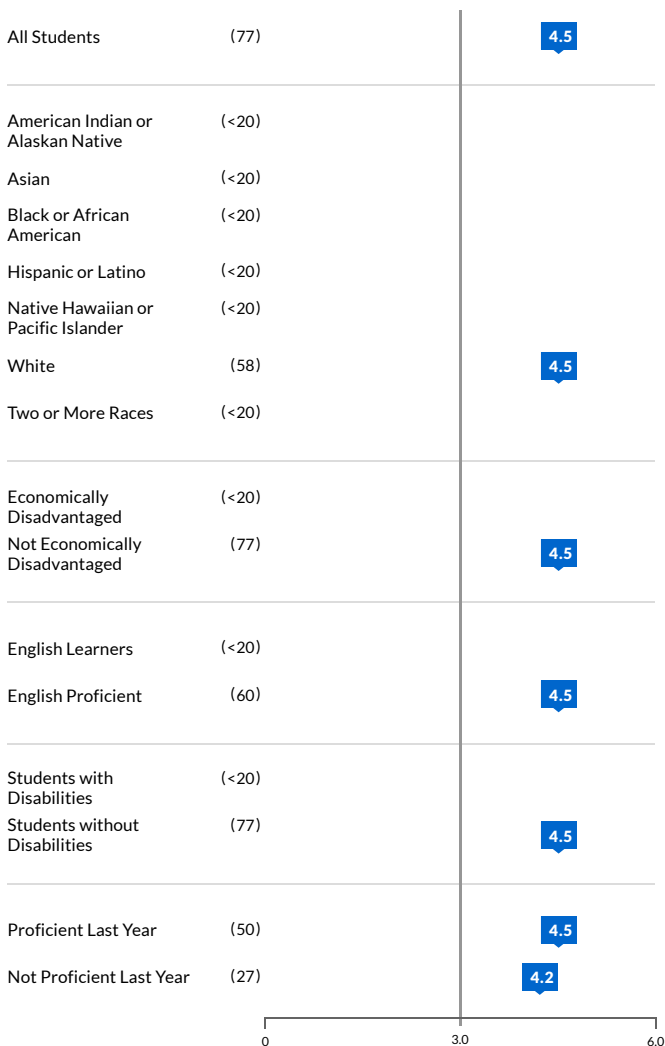 All Students (77) 4.5
American Indian or (<20)
Alaskan Native
Asian (<20)
Black or African (<20)
American
Hispanic or Latino (<20)
Native Hawaiian or (<20)
Pacific Islander
White (58) 4.5
Two or More Races (<20)
Economically (<20)
Disadvantaged
Not Economically (77) 4.5
Disadvantaged
English Learners (<20)
English Proficient (60) 4.5
Students with (<20)
Disabilities
Students without (77) 4.5
Disabilities
Proficient Last Year (50) 4.5
Not Proficient Last Year (27) 4.2
0 3.0 6.0